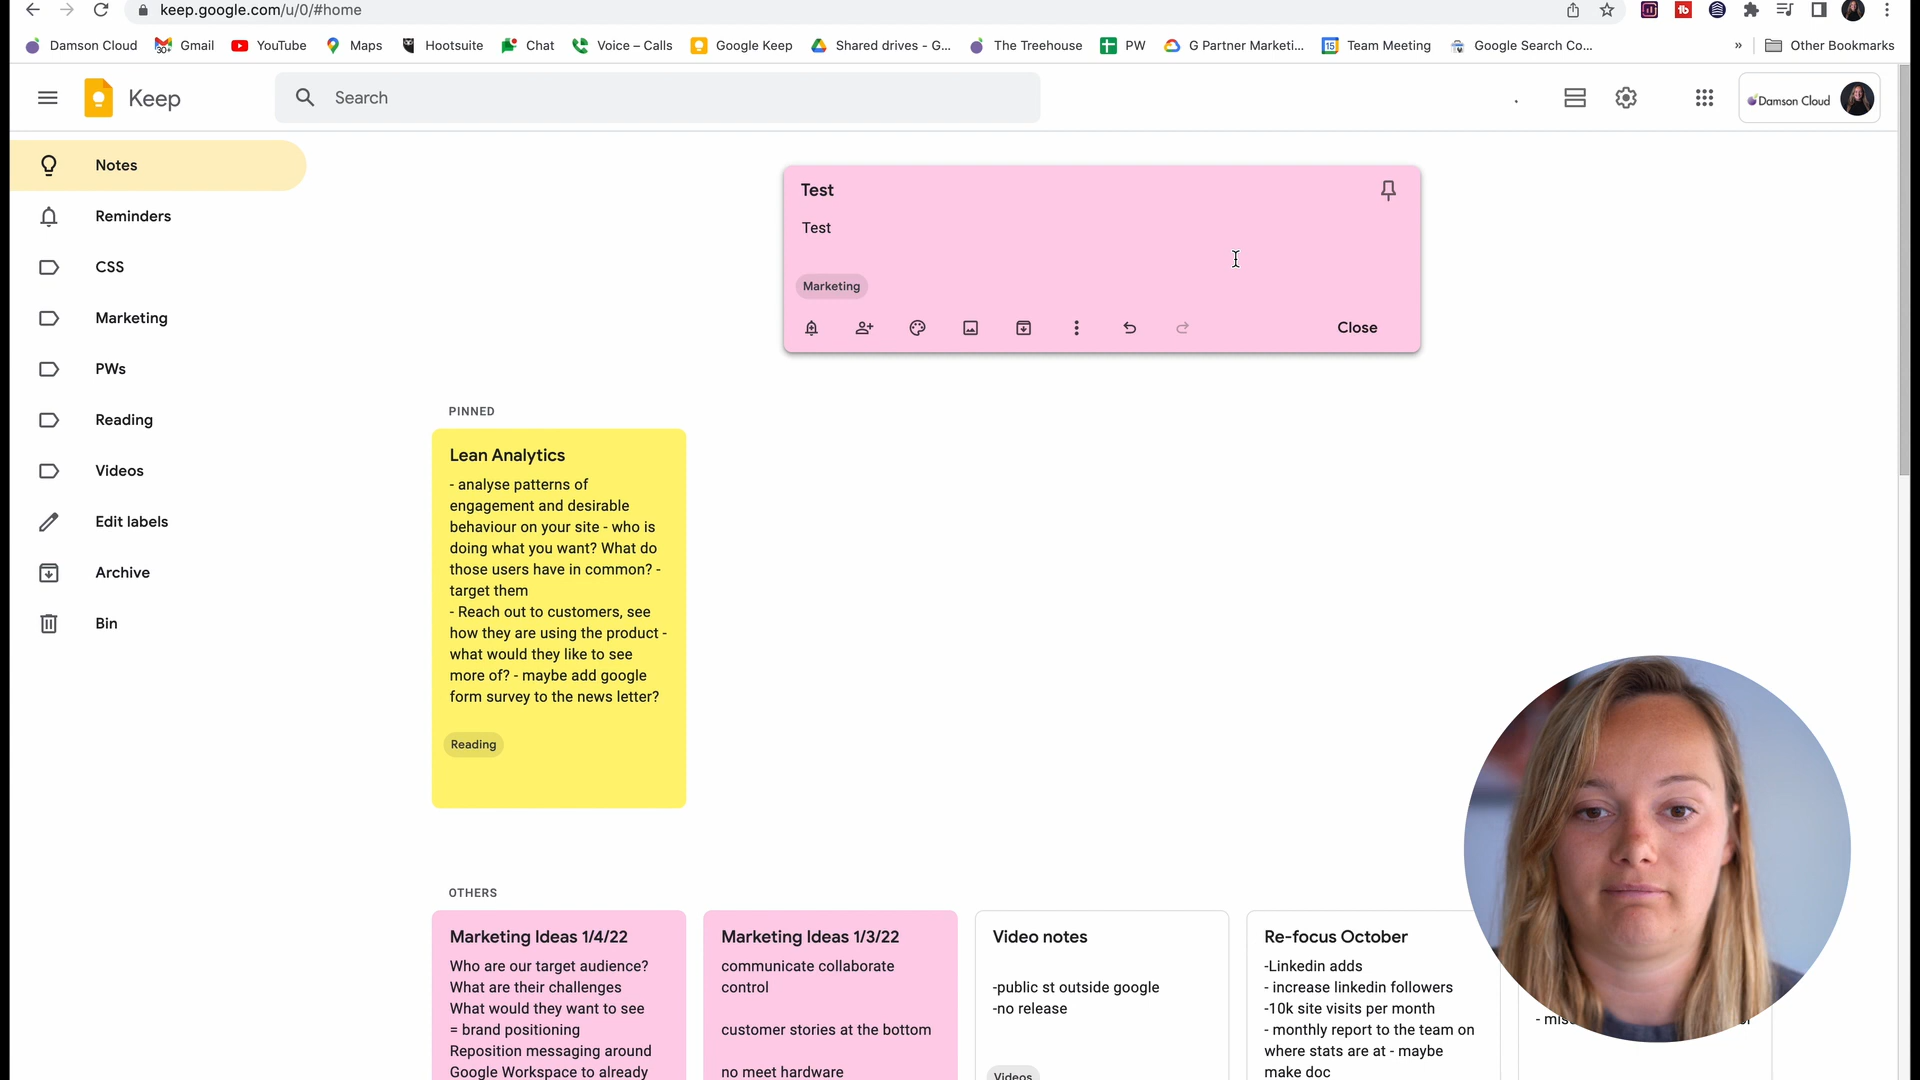 keep.google.com/u/0/#home
Damson Cloud Gmail YouTube Maps Hootsuite Chat Voice – Calls Google Keep Shared drives - G... The Treehouse PW G Partner Marketi... Team Meeting Google Search Co... » Other Bookmarks
Keep
Search
Damson Cloud
Notes
Reminders
CSS
Marketing
PWs
Reading
Videos
Edit labels
Archive
Bin
Test
Test
Marketing
Close
PINNED
Lean Analytics
- analyse patterns of
engagement and desirable
behaviour on your site - who is
doing what you want? What do
those users have in common? -
target them
- Reach out to customers, see
how they are using the product -
what would they like to see
more of? - maybe add google
form survey to the news letter?
Reading
OTHERS
Marketing Ideas 1/4/22
Who are our target audience?
What are their challenges
What would they want to see
= brand positioning
Reposition messaging around
Google Workspace to already
Marketing Ideas 1/3/22
communicate collaborate
control
customer stories at the bottom
no meet hardware
Video notes
-public st outside google
-no release
Videos
Re-focus October
-Linkedin adds
- increase linkedin followers
-10k site visits per month
- monthly report to the team on
where stats are at - maybe
make doc